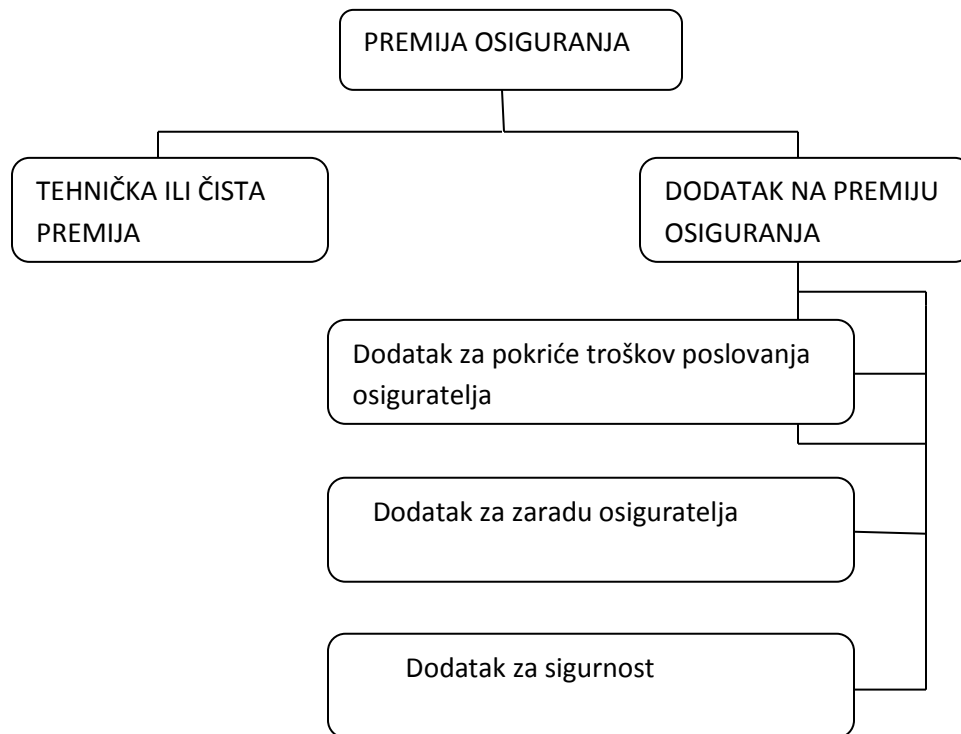 PREMIJA OSIGURANJA
TEHNIČKA ILI ČISTA
PREMIJA
DODATAK NA PREMIJU
OSIGURANJA
Dodatak za pokriće troškov poslovanja
osiguratelja
Dodatak za zaradu osiguratelja
Dodatak za sigurnost